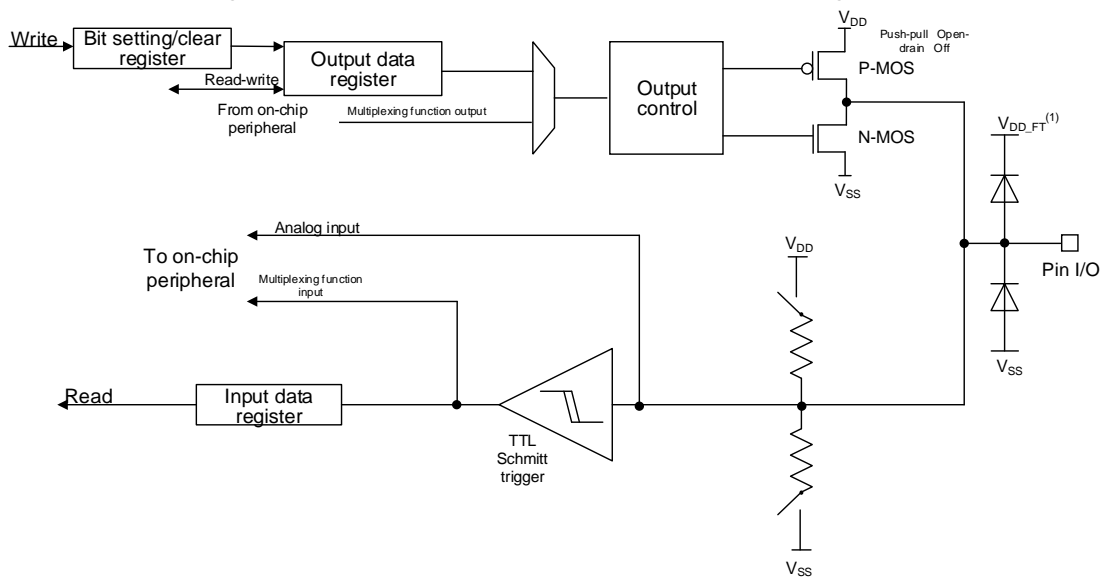 Write
Bit setting/clear
register
Output data
register
Read-write
From on-chip
peripheral
Multiplexing function output
Output
control
VDD
Push-pull Open-
drain Off
P-MOS
N-MOS
VSS
VDD_FT(1)
Pin I/O
VSS
Analog input
To on-chip
peripheral
Multiplexing function
input
VDD
Read
Input data
register
TTL
Schmitt
trigger
VSS